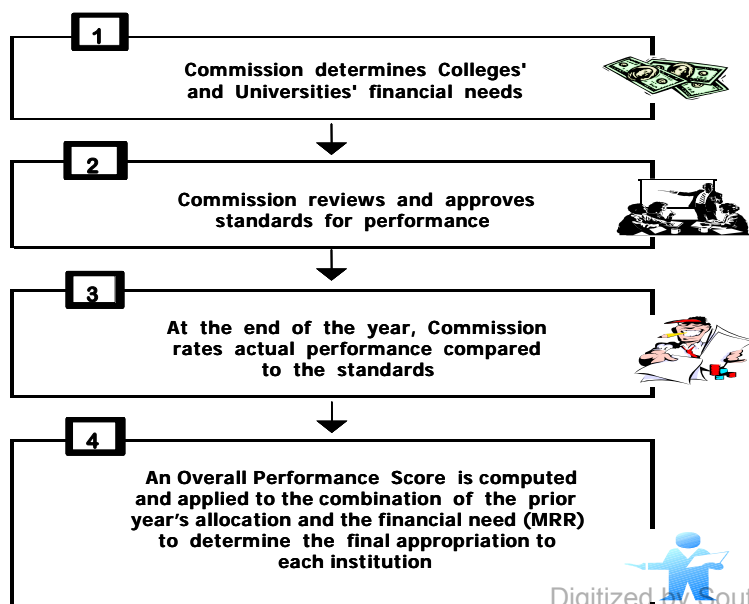 1
Commission determines Colleges'
and Universities' financial needs
2
Commission reviews and approves
standards for performance
3
At the end of the year, Commission
rates actual performance compared
to the standards
4
An Overall Performance Score is computed
and applied to the combination of the prior
year's allocation and the financial need (MRR)
to determine the final appropriation to
each institution
Digitized by